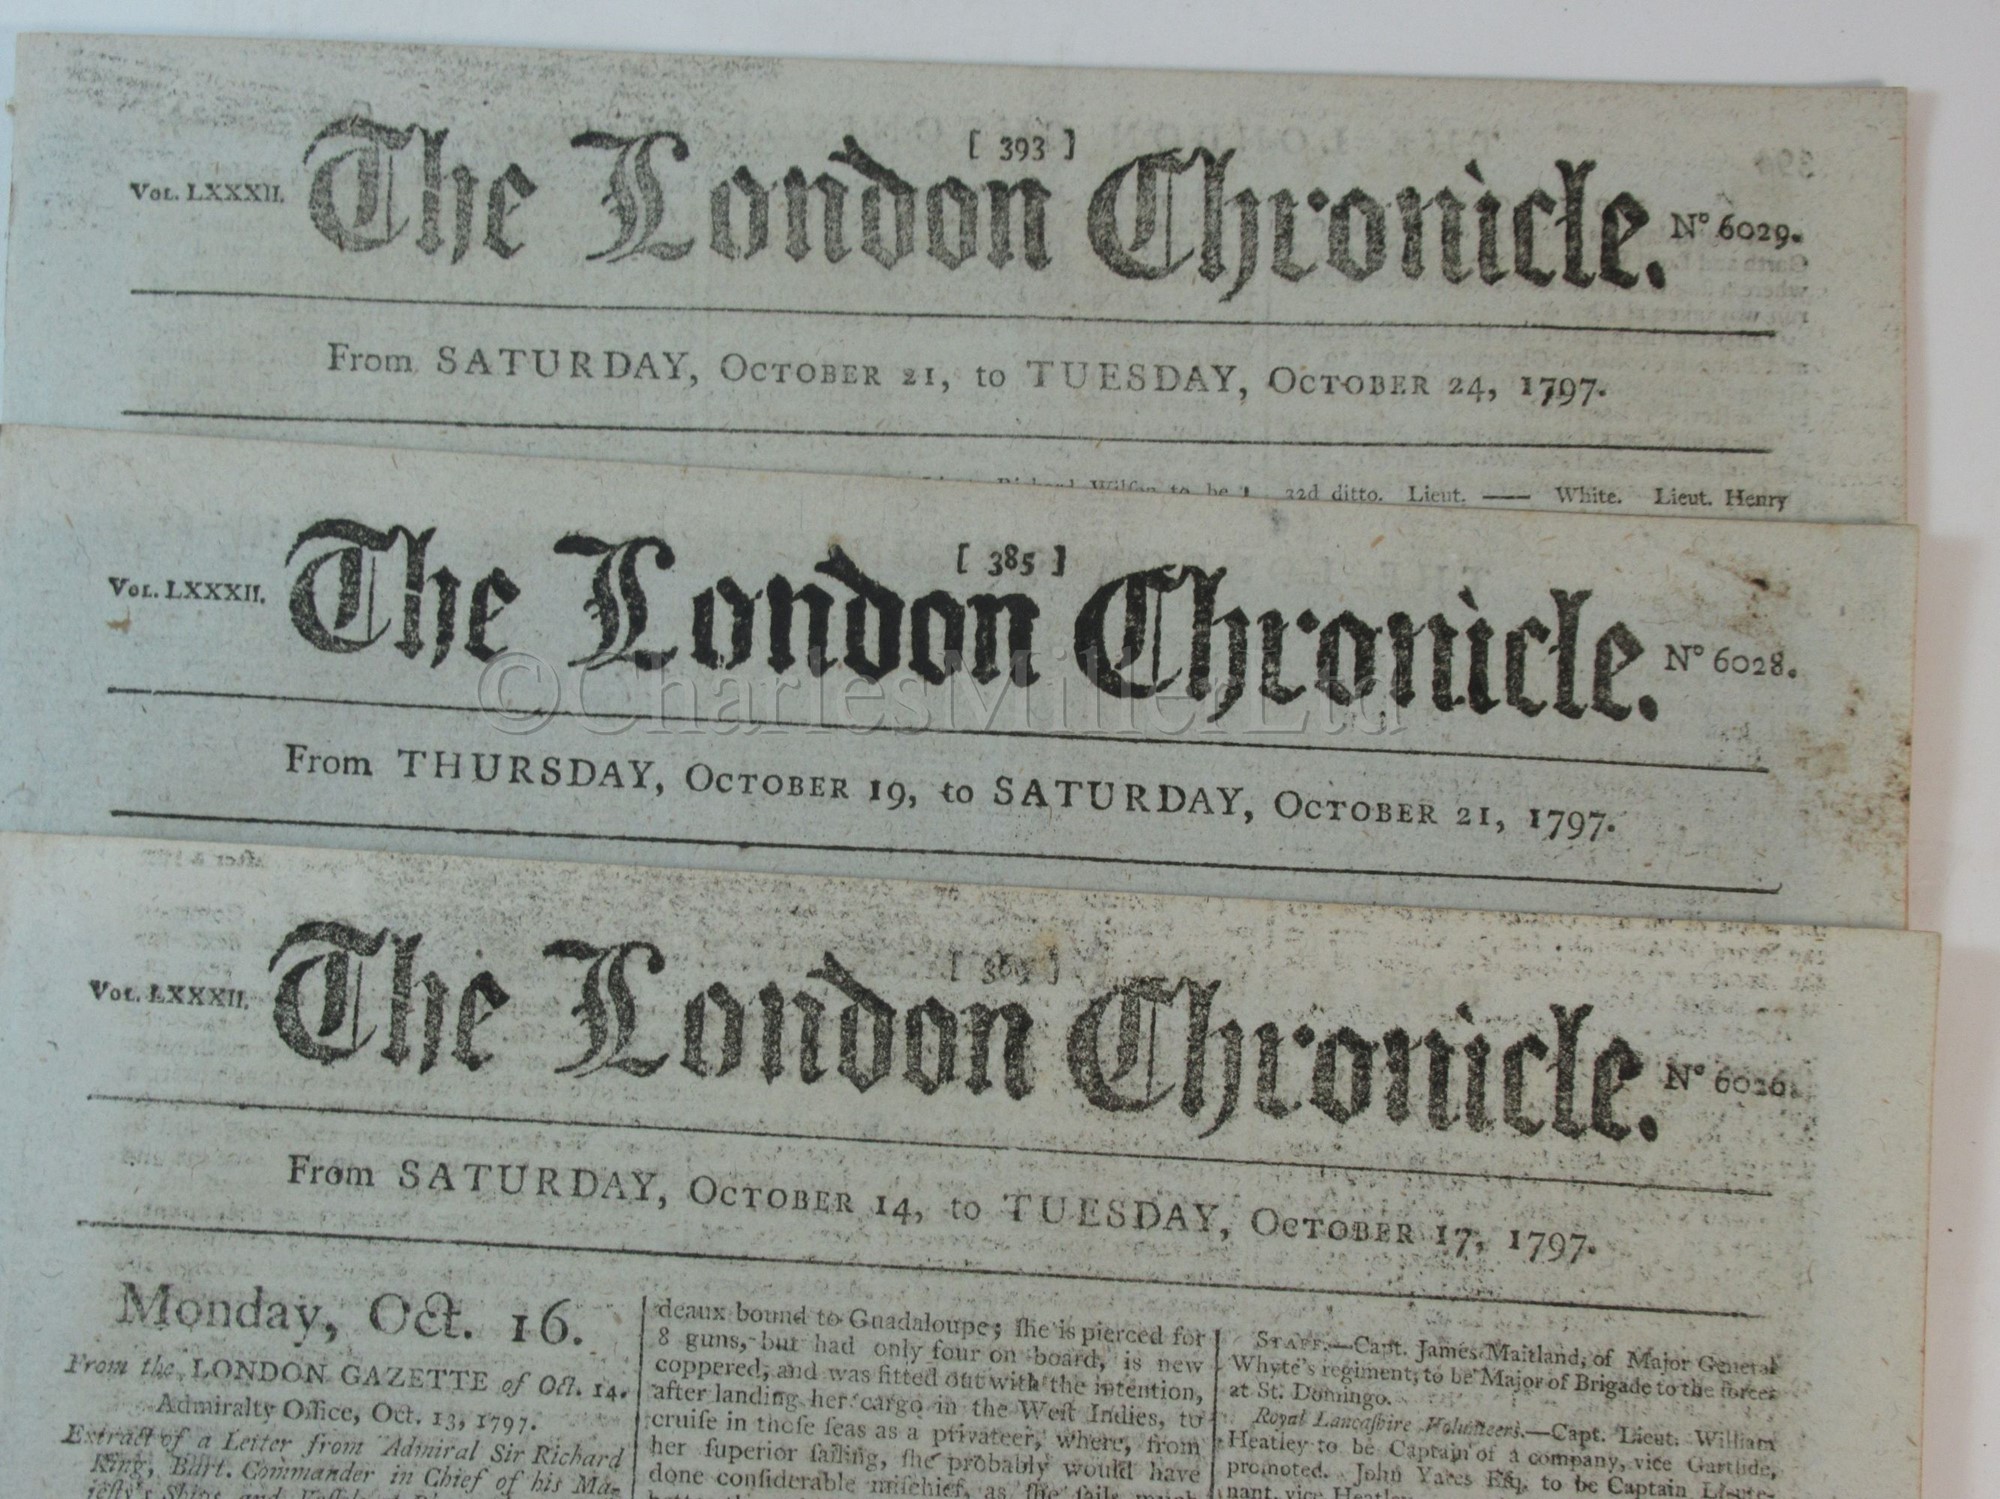 [ 393 ]
Vol. LXXXII. The London Chronicle. N° 6029.
From SATURDAY, October 21, to TUESDAY, October 24, 1797.
22d ditto. Lieut. —— White. Lieut. Henry
[ 385 ]
Vol. LXXXII. The London Chronicle. N° 6028.
©CharlesMillerLtd
From THURSDAY, October 19, to SATURDAY, October 21, 1797.
[ 369 ]
Vol. LXXXII. The London Chronicle. N° 6026.
From SATURDAY, October 14, to TUESDAY, October 17, 1797.
Monday, Oct. 16.
From the LONDON GAZETTE of Oct. 14.
Admiralty Office, Oct. 13, 1797.
Extract of a Letter from Admiral Sir Richard
King, Bart. Commander in Chief of his Ma-
deaux bound to Guadaloupe; ſhe is pierced for
8 guns, but had only four on board, is new
coppered, and was fitted out with the intention,
after landing her cargo in the Weſt Indies, to
cruiſe in thoſe ſeas as a privateer, where, from
her ſuperior ſailing, ſhe probably would have
done conſiderable miſchief, as ſhe ſails much
Staff.—Capt. James Maitland, of Major General
Whyte's regiment, to be Major of Brigade to the forces
at St. Domingo.
Royal Lancaſhire Volunteers.—Capt. Lieut. William
Heatley to be Captain of a company, vice Gartſide,
promoted. John Yates Eſq. to be Captain Lieute-
nant, vice Heatley